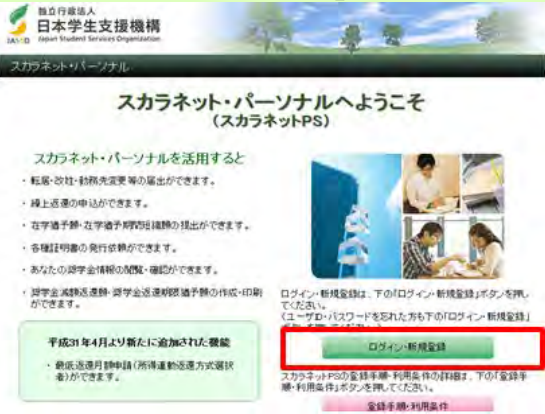 独立行政法人
日本学生支援機構
JASSO Japan Student Services Organization
スカラネット・パーソナル
スカラネット・パーソナルへようこそ
(スカラネットPS)
スカラネット・パーソナルを活用すると
・転居・改姓・勤務先変更等の届出ができます。
・繰上返還の申込ができます。
・在学猶予願・在学猶予期間短縮願の提出ができます。
・各種証明書の発行依頼ができます。
・あなたの奨学金情報の閲覧・確認ができます。
・奨学金減額返還願・奨学金返還期限猶予願の作成・印刷
ができます。
平成31年4月より新たに追加された機能
・最低返還月額申請(所得連動返還方式選択
者)ができます。
ログイン・新規登録は、下の「ログイン・新規登録」ボタンを押し
てください。
(ユーザID・パスワードを忘れた方も下の「ログイン・新規登録」
ログイン・新規登録
スカラネットPSの登録手順・利用条件の詳細は、下の「登録手
順・利用条件」ボタンを押してください。
登録手順・利用条件